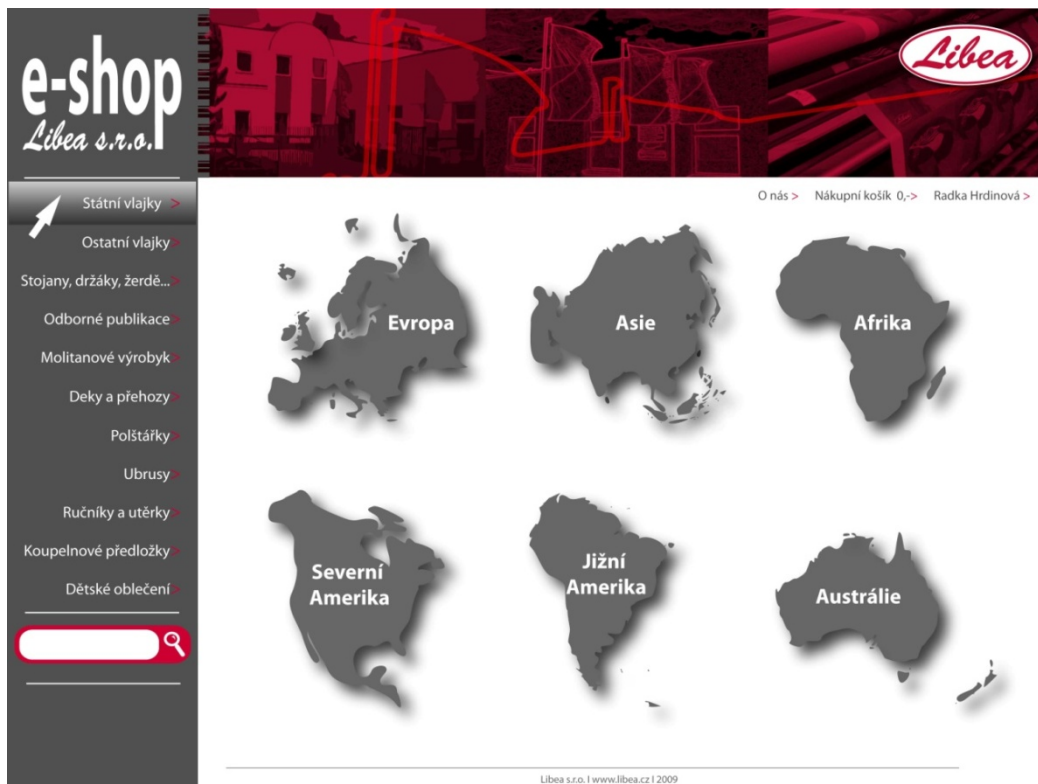 e-shop
Libea s.r.o.
Libea
Státní vlajky >
Ostatní vlajky>
Stojany, držáky, žerdě...>
Odborné publikace>
Molitanové výrobyk>
Deky a přehozy>
Polštářky>
Ubrusy>
Ručníky a utěrky>
Koupelnové předložky>
Dětské oblečení>
O nás > Nákupní košík 0,-> Radka Hrdinová >
Evropa
Asie
Afrika
Severní
Amerika
Jižní
Amerika
Austrálie
Libea s.r.o. I www.libea.cz I 2009